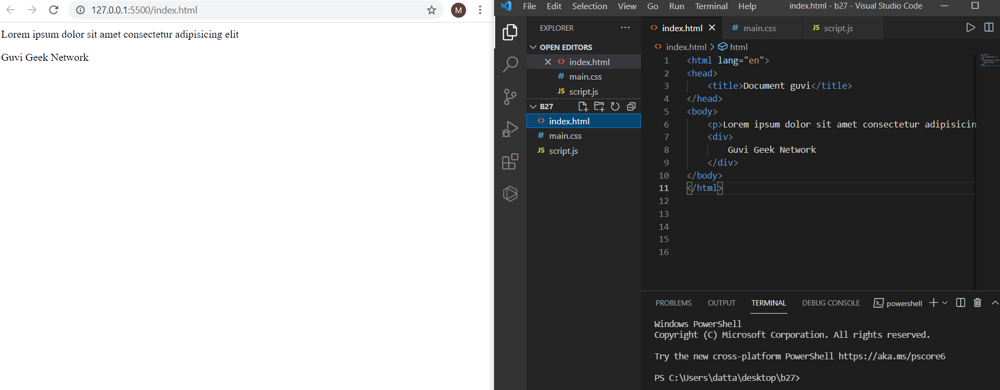 127.0.0.1:5500/index.html
M
Lorem ipsum dolor sit amet consectetur adipisicing elit
Guvi Geek Network
File Edit Selection View Go Run Terminal Help index.html - b27 - Visual Studio Code
EXPLORER
OPEN EDITORS
index.html
# main.css
JS script.js
B27
index.html
# main.css
JS script.js
index.html # main.css JS script.js
index.html > html
1 <html lang="en">
2 <head>
3 <title>Document guvi</title>
4 </head>
5 <body>
6 <p>Lorem ipsum dolor sit amet consectetur adipisicin
7 <div>
8 Guvi Geek Network
9 </div>
10 </body>
11 </html>
12
13
14
15
16
PROBLEMS OUTPUT TERMINAL DEBUG CONSOLE powershell
Windows PowerShell
Copyright (C) Microsoft Corporation. All rights reserved.
Try the new cross-platform PowerShell https://aka.ms/pscore6
PS C:\Users\datta\desktop\b27>